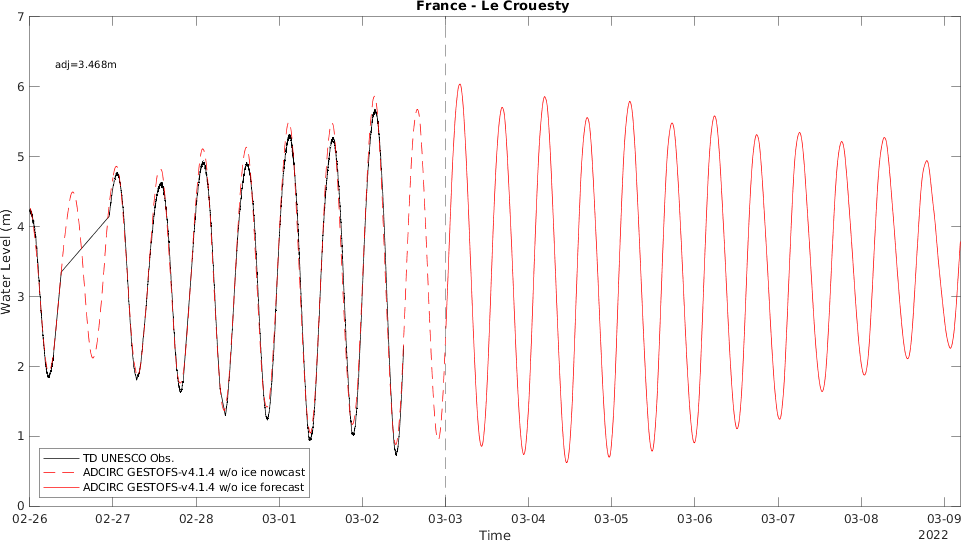 France - Le Crouesty
adj=3.468m
7
6
5
4
3
2
1
0
Water Level (m)
TD UNESCO Obs.
ADCIRC GESTOFS-v4.1.4 w/o ice nowcast
ADCIRC GESTOFS-v4.1.4 w/o ice forecast
02-26 02-27 02-28 03-01 03-02 03-03 03-04 03-05 03-06 03-07 03-08 03-09
Time
2022